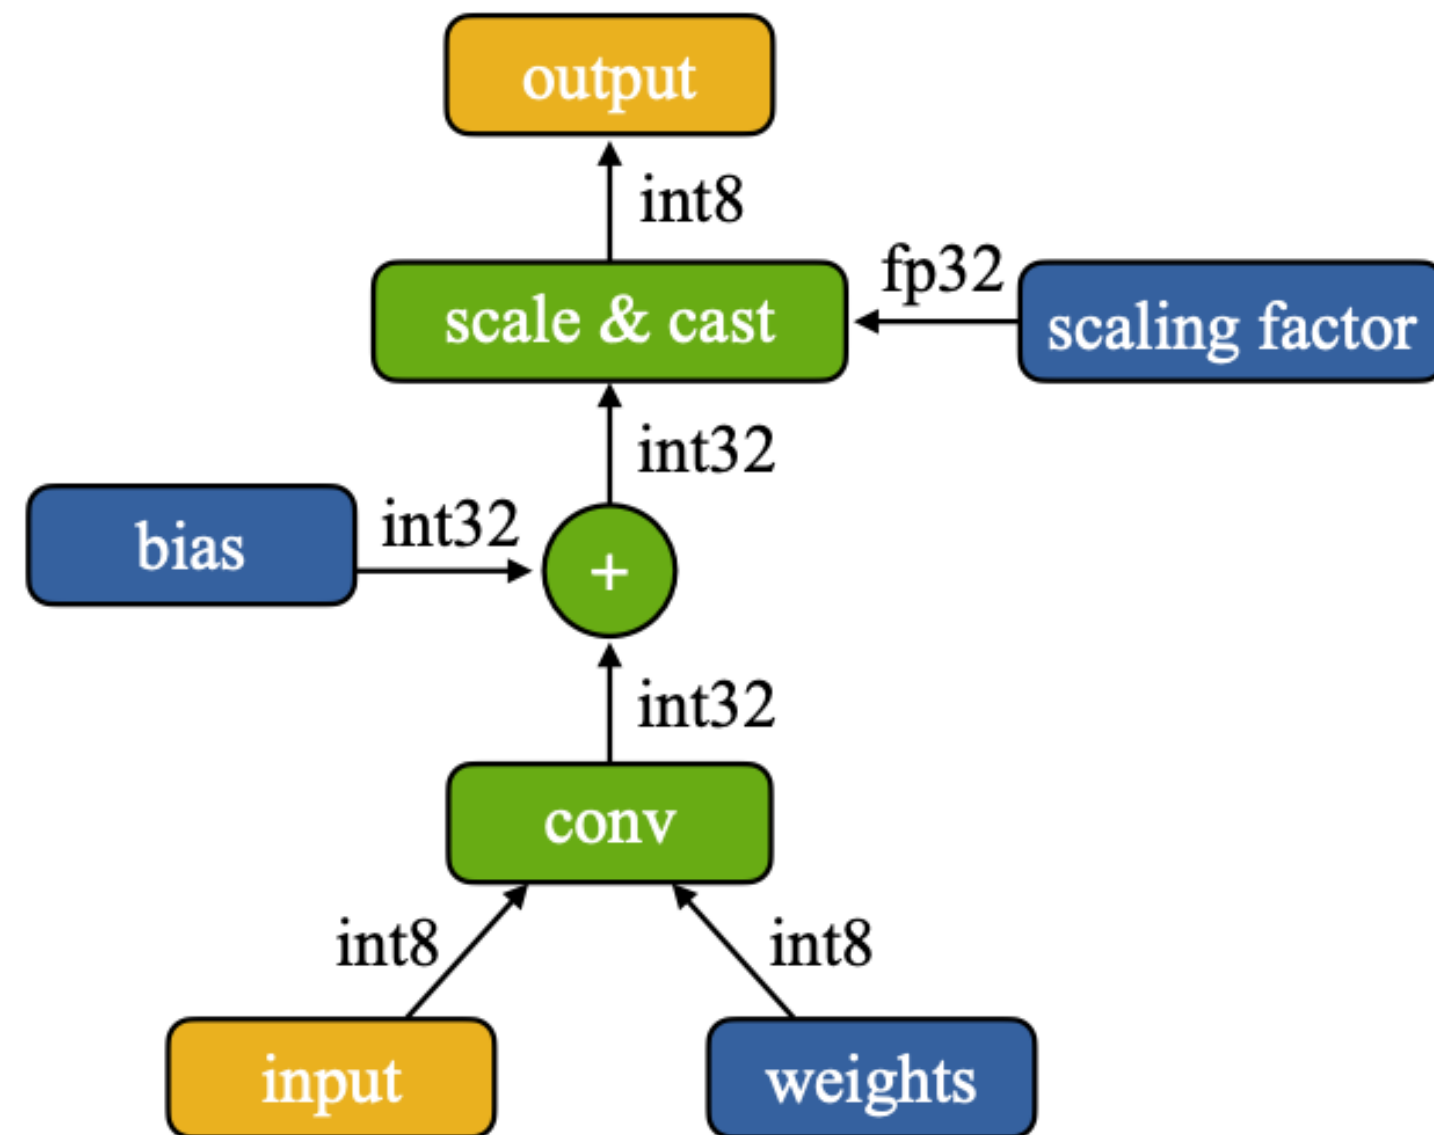 output
int8
fp32
scale & cast
scaling factor
int32
bias
int32
+
int32
conv
int8
int8
input
weights